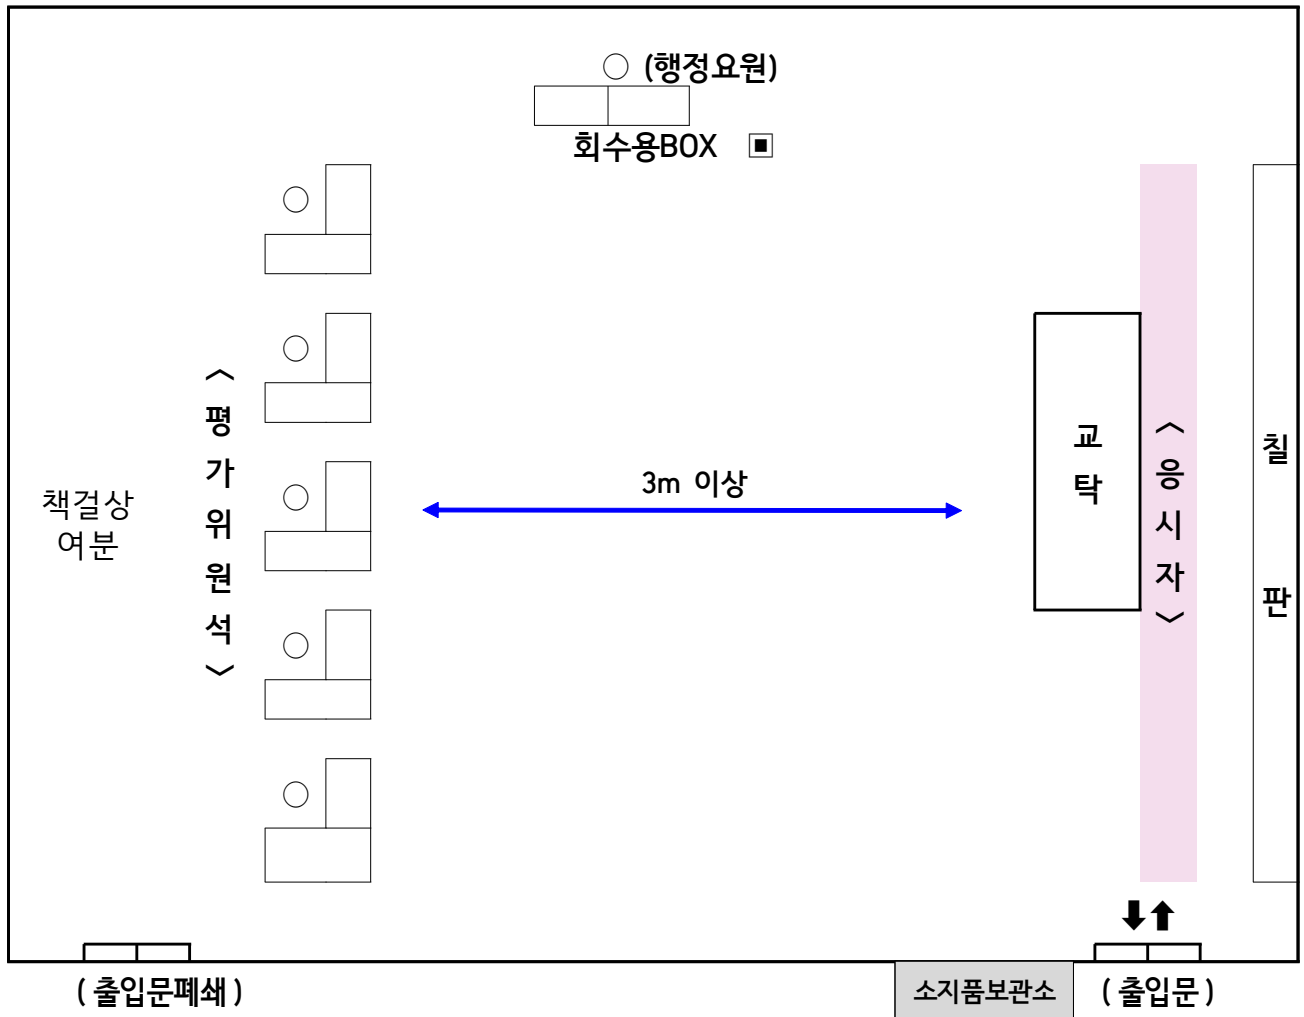 (행정요원)
회수용BOX
〈평가위원석〉
책걸상
여분
3m 이상
교탁
〈응시자〉
칠판
( 출입문폐쇄 )
소지품보관소
( 출입문 )